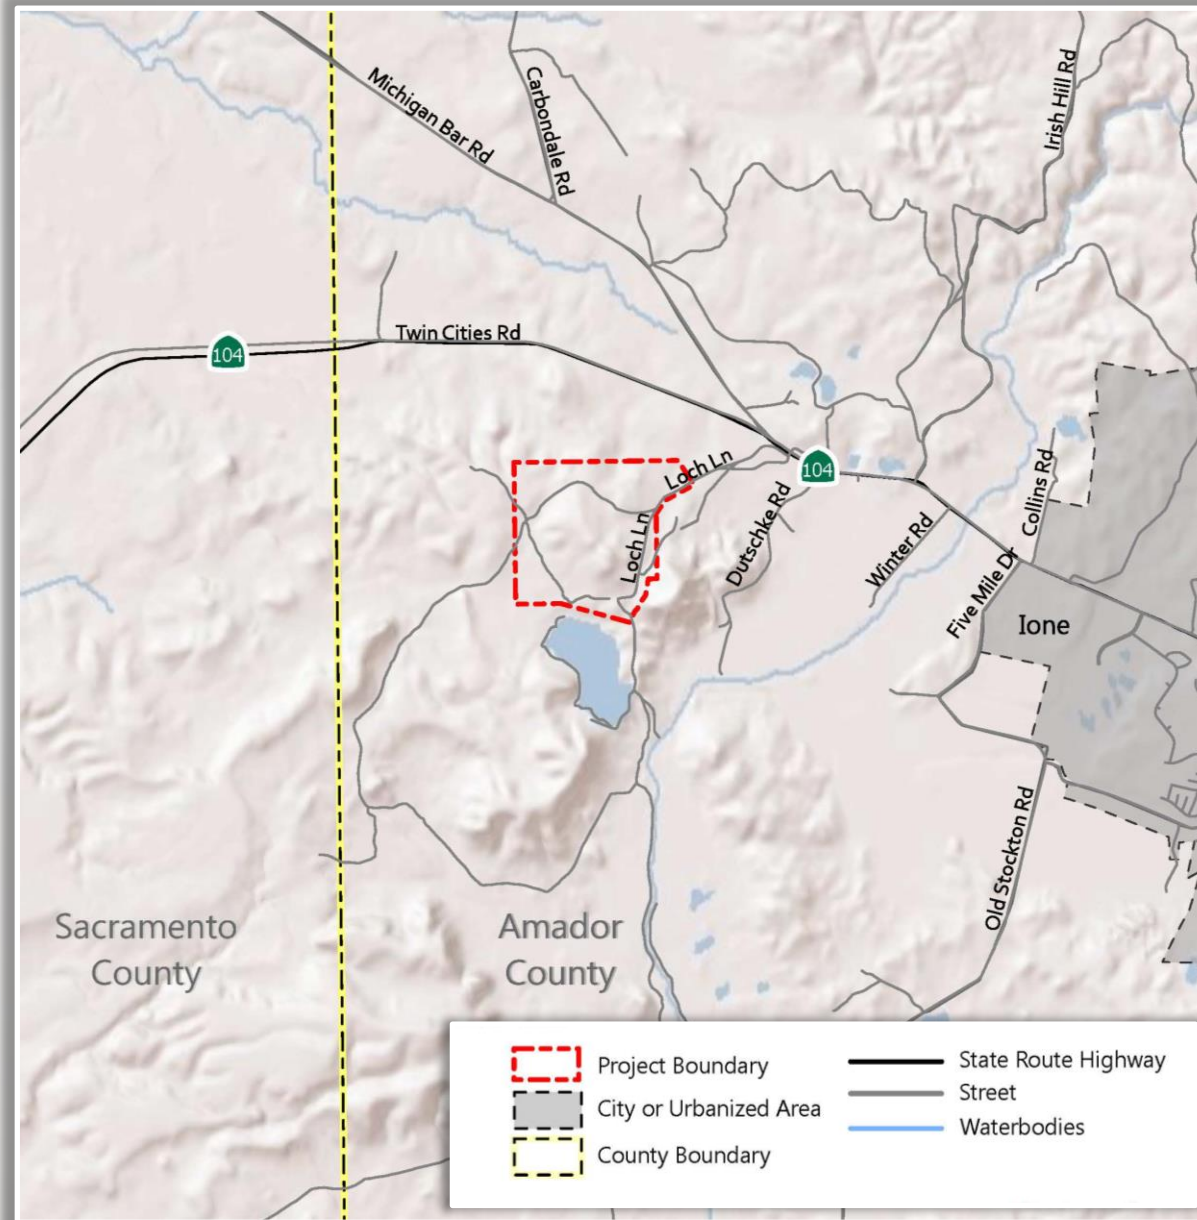 Michigan Bar Rd
Carbondale Rd
Irish Hill Rd
Twin Cities Rd
104
104
Loch Ln
Loch Ln
Dutschke Rd
Winter Rd
Collins Rd
Five Mile Dr
Ione
Old Stockton Rd
Sacramento
County
Amador
County
Project Boundary
City or Urbanized Area
County Boundary
State Route Highway
Street
Waterbodies